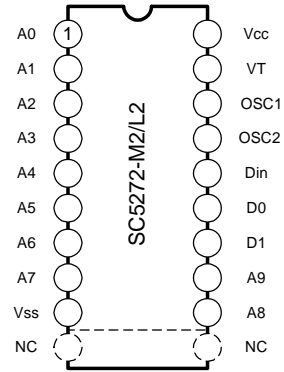 A0 1 Vcc
A1 VT
A2 OSC1
A3 OSC2
A4 Din
A5 D0
A6 D1
A7 A9
Vss A8
NC NC
SC5272-M2/L2